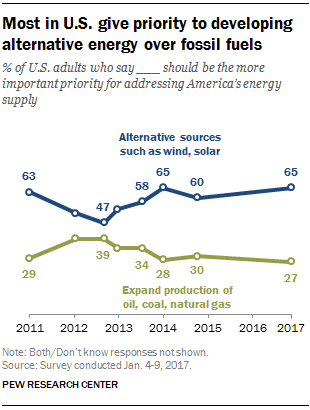 Most in U.S. give priority to developing
alternative energy over fossil fuels
% of U.S. adults who say ___ should be the more
important priority for addressing America's energy
supply
Alternative sources
such as wind, solar
63
47
58
65
60
65
29
39
34
28
30
27
Expand production of
oil, coal, natural gas
2011 2012 2013 2014 2015 2016 2017
Note: Both/Don't know responses not shown.
Source: Survey conducted Jan. 4-9, 2017.
PEW RESEARCH CENTER